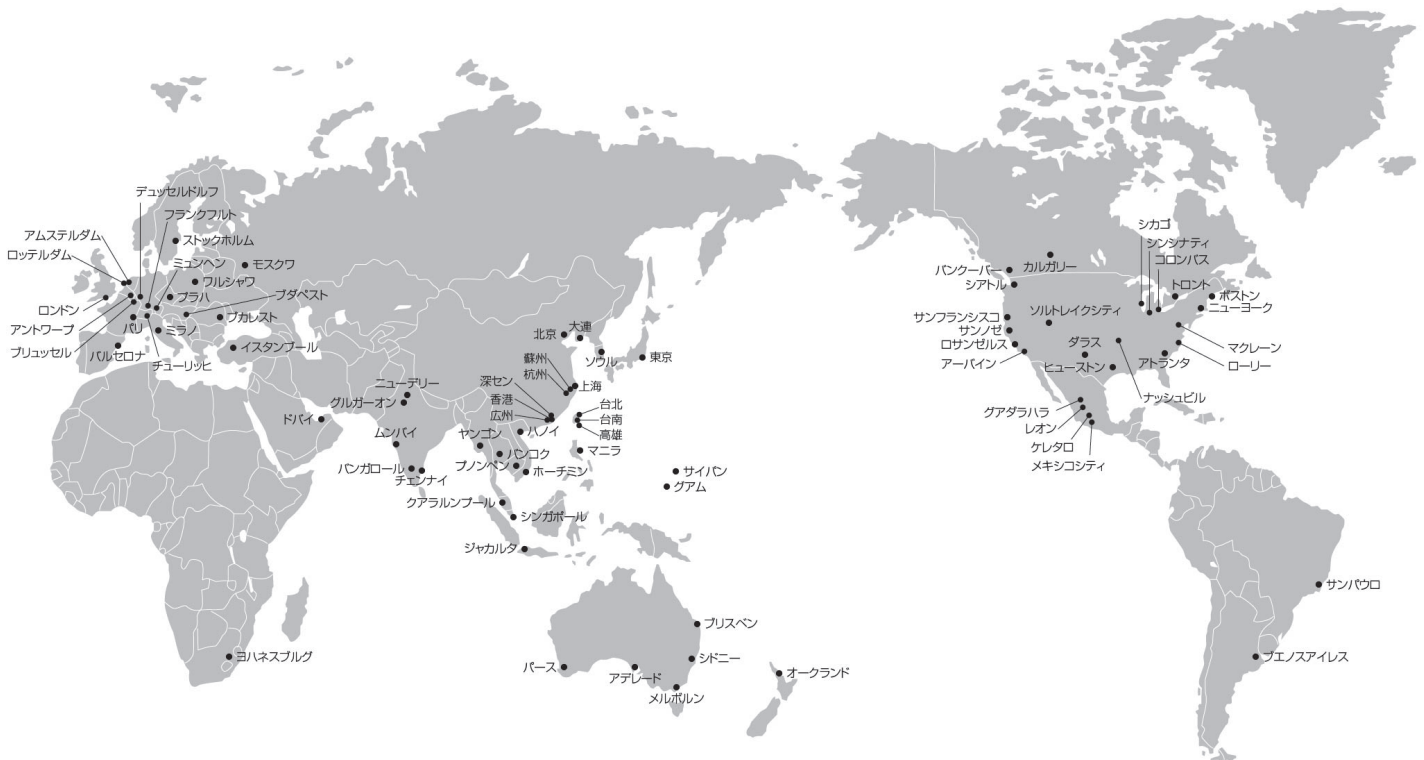 デュッセルドルフ
フランクフルト
アムステルダム
ストックホルム
ロッテルダム
ミュンヘン
モスクワ
ワルシャワ
プラハ
ブダペスト
ロンドン
アントワープ
パリ
ミラノ
ブカレスト
ブリュッセル
バルセロナ
チューリッヒ
イスタンブール
北京
大連
ソウル
東京
蘇州
杭州
上海
ニューデリー
深セン
グルガーオン
香港
広州
台北
台南
高雄
ドバイ
ムンバイ
ヤンゴン
ハノイ
バンコク
マニラ
バンガロール
チェンナイ
プノンペン
ホーチミン
サイパン
グアム
クアラルンプール
シンガポール
ジャカルタ
ヨハネスブルグ
ブリスベン
パース
シドニー
アデレード
メルボルン
オークランド
シカゴ
シンシナティ
コロンバス
バンクーバー
カルガリー
シアトル
トロント
ボストン
ニューヨーク
サンフランシスコ
ソルトレイクシティ
サンノゼ
ロサンゼルス
ダラス
マクレーン
アーバイン
ヒューストン
アトランタ
ローリー
ナッシュビル
グアダラハラ
レオン
ケレタロ
メキシコシティ
サンパウロ
ブエノスアイレス